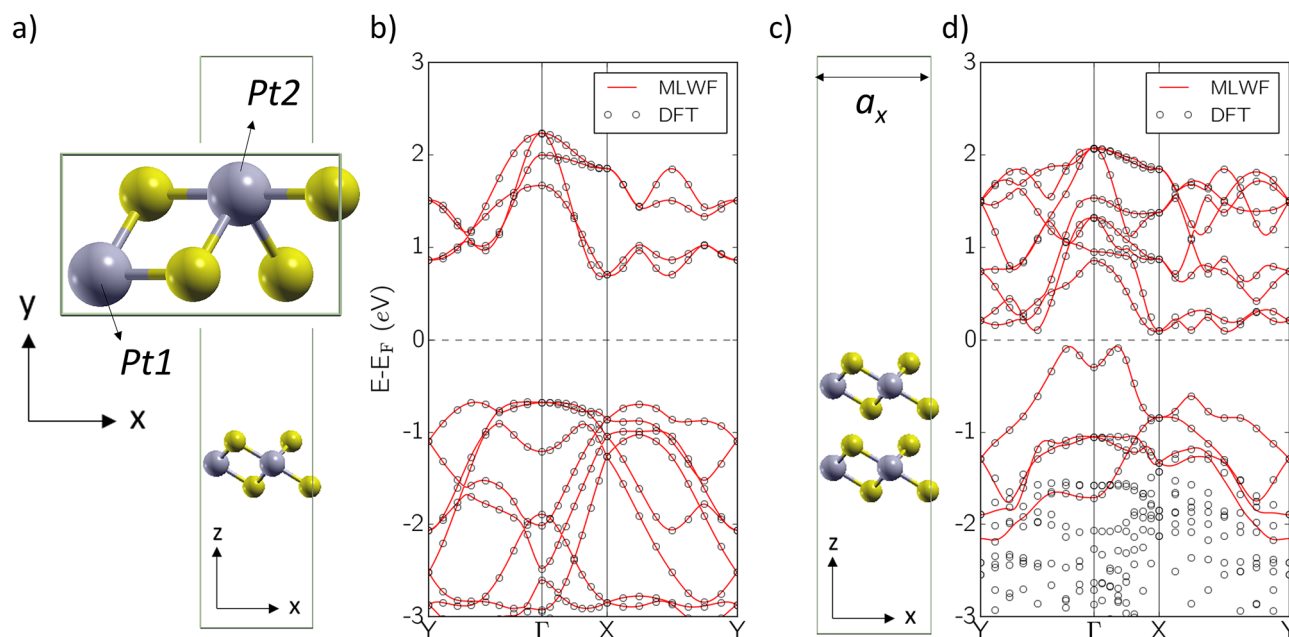 a)
b)
c)
d)
Pt2
Pt1
y
x
z
x
3
2
1
0
-1
-2
-3
E-E_F (eV)
MLWF
DFT
Y
Γ
X
Y
a_x
z
x
3
2
1
0
-1
-2
-3
MLWF
DFT
Y
Γ
X
Y